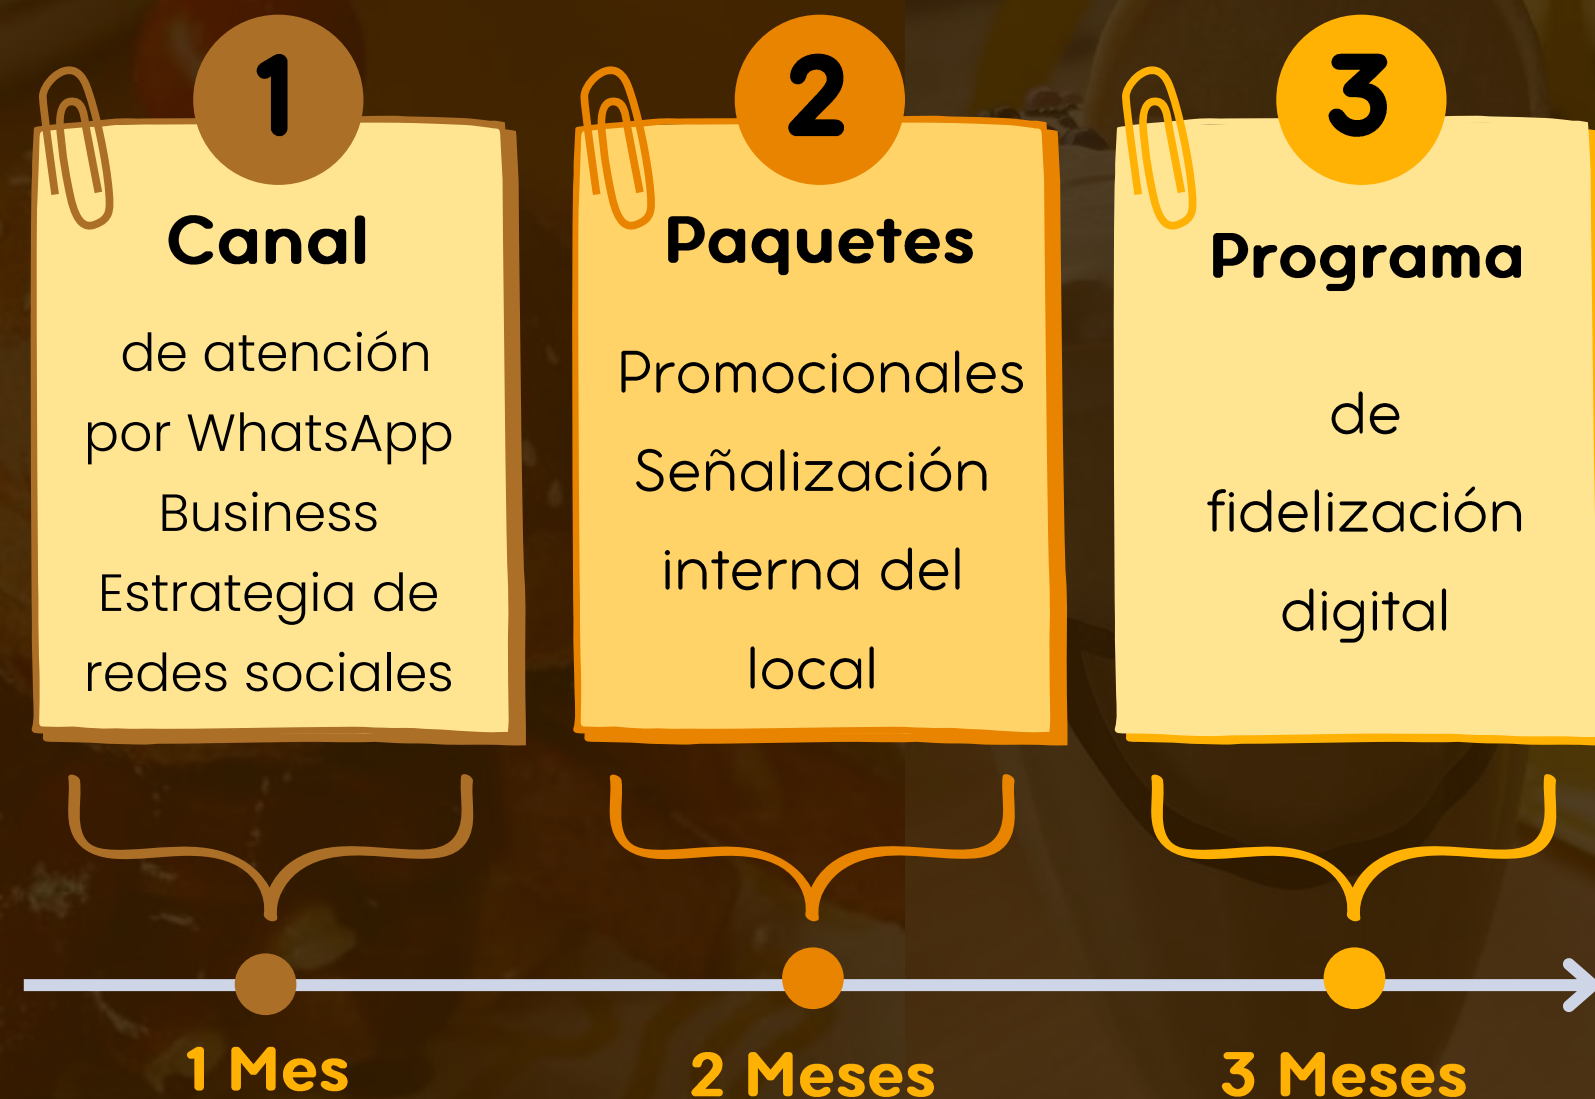 1
Canal
de atención
por WhatsApp
Business
Estrategia de
redes sociales
1 Mes
2
Paquetes
Promocionales
Señalización
interna del
local
2 Meses
3
Programa
de
fidelización
digital
3 Meses